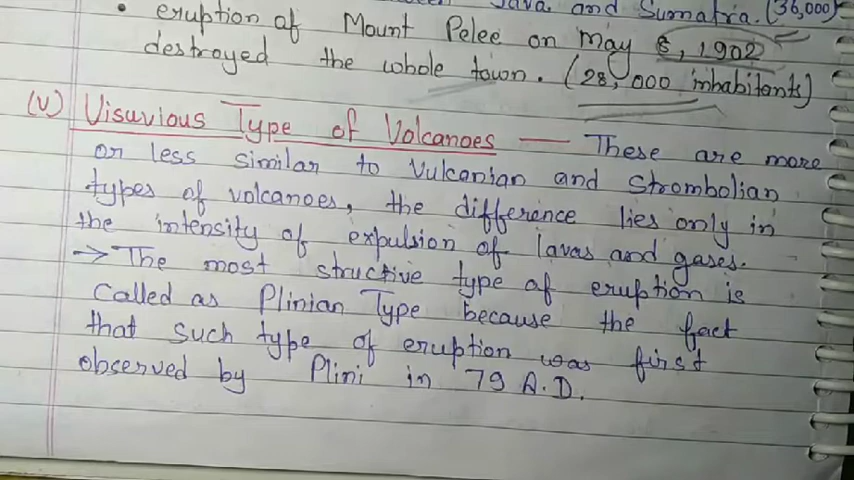 Java and Sumatra. (36,000)
• eruption of Mount Pelee on May 8, 1902
destroyed the whole town. (28,000 inhabitants)
(V) Visuvious Type of Volcanoes — These are more
or less similar to Vulcanian and Strombolian
types of volcanoes, the difference lies only in
the intensity of expulsion of lavas and gases.
→ The most structive type of eruption is
called as Plinian Type because the fact
that such type of eruption was first
observed by Plini in 79 A.D.